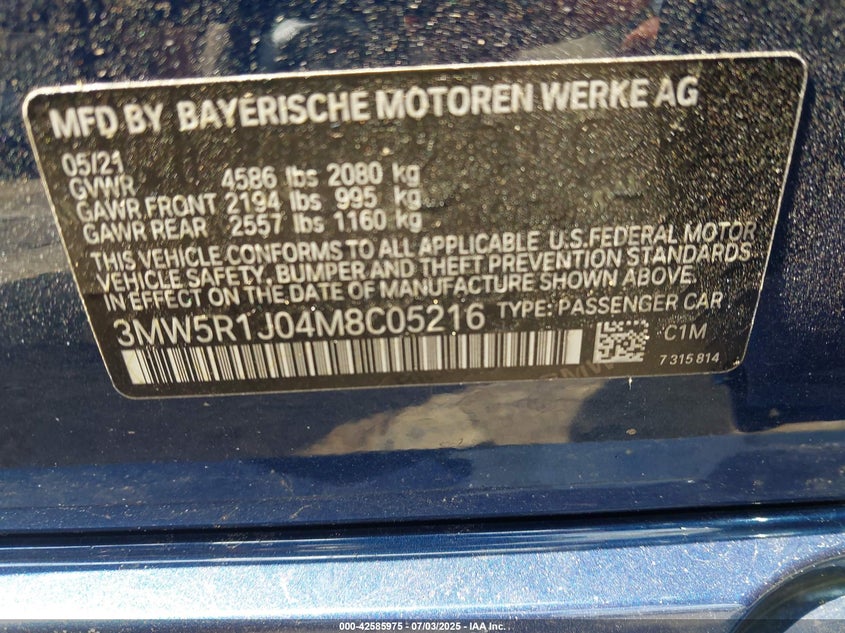 MFD BY BAYERISCHE MOTOREN WERKE AG
05/21
GVWR 4586 lbs 2080 kg
GAWR FRONT 2194 lbs 995 kg
GAWR REAR 2557 lbs 1160 kg
THIS VEHICLE CONFORMS TO ALL APPLICABLE U.S.FEDERAL MOTOR
VEHICLE SAFETY, BUMPER AND THEFT PREVENTION STANDARDS
IN EFFECT ON THE DATE OF MANUFACTURE SHOWN ABOVE.
3MW5R1J04M8C05216 TYPE: PASSENGER CAR
C1M
7315814
000-42585975 - 07/03/2025 - IAA Inc.